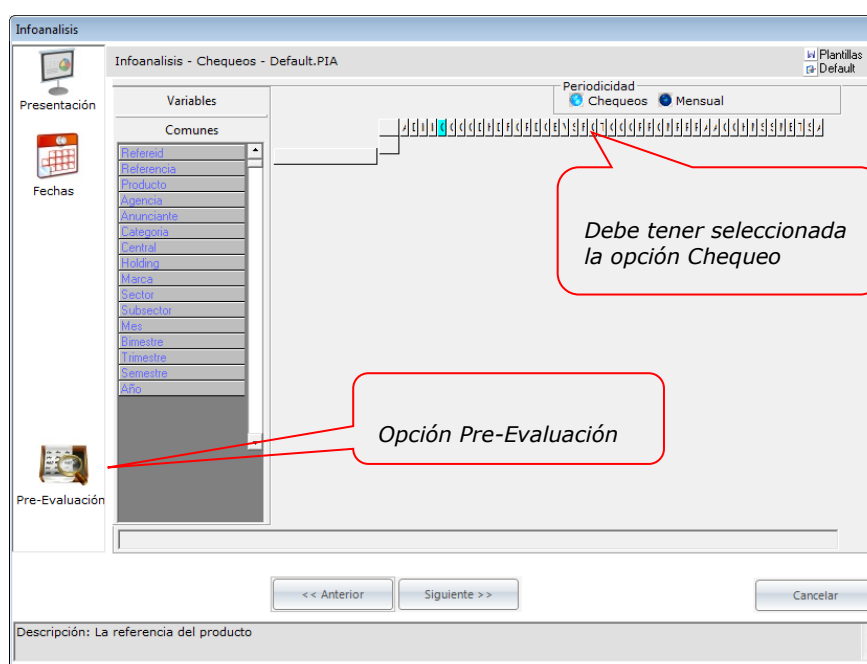 Infoanalisis
Infoanalisis - Chequeos - Default.PIA
Plantillas
Default
Presentación
Fechas
Pre-Evaluación
Variables
Comunes
Refereid
Referencia
Producto
Agencia
Anunciante
Categoria
Central
Holding
Marca
Sector
Subsector
Mes
Bimestre
Trimestre
Semestre
Año
Periodicidad
Chequeos Mensual
Debe tener seleccionada
la opción Chequeo
Opción Pre-Evaluación
<< Anterior
Siguiente >>
Cancelar
Descripción: La referencia del producto